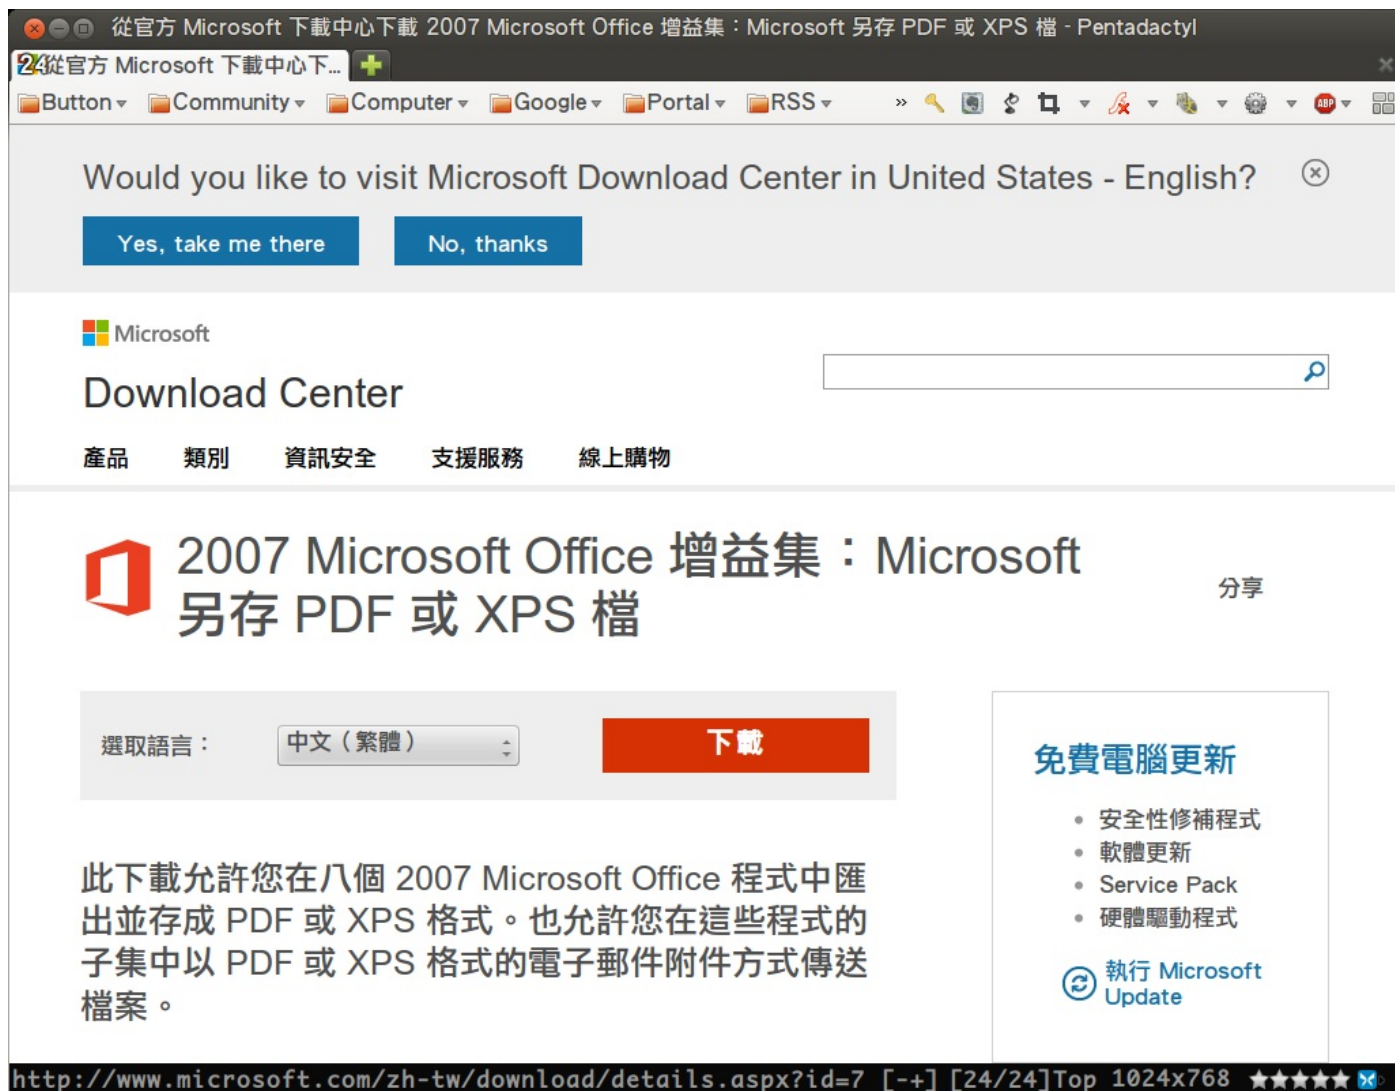 從官方 Microsoft 下載中心下載 2007 Microsoft Office 增益集：Microsoft 另存 PDF 或 XPS 檔 - Pentadactyl
24從官方 Microsoft 下載中心下...
Button Community Computer Google Portal RSS » ABP
Would you like to visit Microsoft Download Center in United States - English?
Yes, take me there No, thanks
Microsoft
Download Center
產品 類別 資訊安全 支援服務 線上購物
2007 Microsoft Office 增益集：Microsoft
另存 PDF 或 XPS 檔
分享
選取語言： 中文（繁體） 下載
此下載允許您在八個 2007 Microsoft Office 程式中匯
出並存成 PDF 或 XPS 格式。也允許您在這些程式的
子集中以 PDF 或 XPS 格式的電子郵件附件方式傳送
檔案。
免費電腦更新
安全性修補程式
軟體更新
Service Pack
硬體驅動程式
執行 Microsoft
Update
http://www.microsoft.com/zh-tw/download/details.aspx?id=7 [-+] [24/24]Top 1024x768 ★★★★★